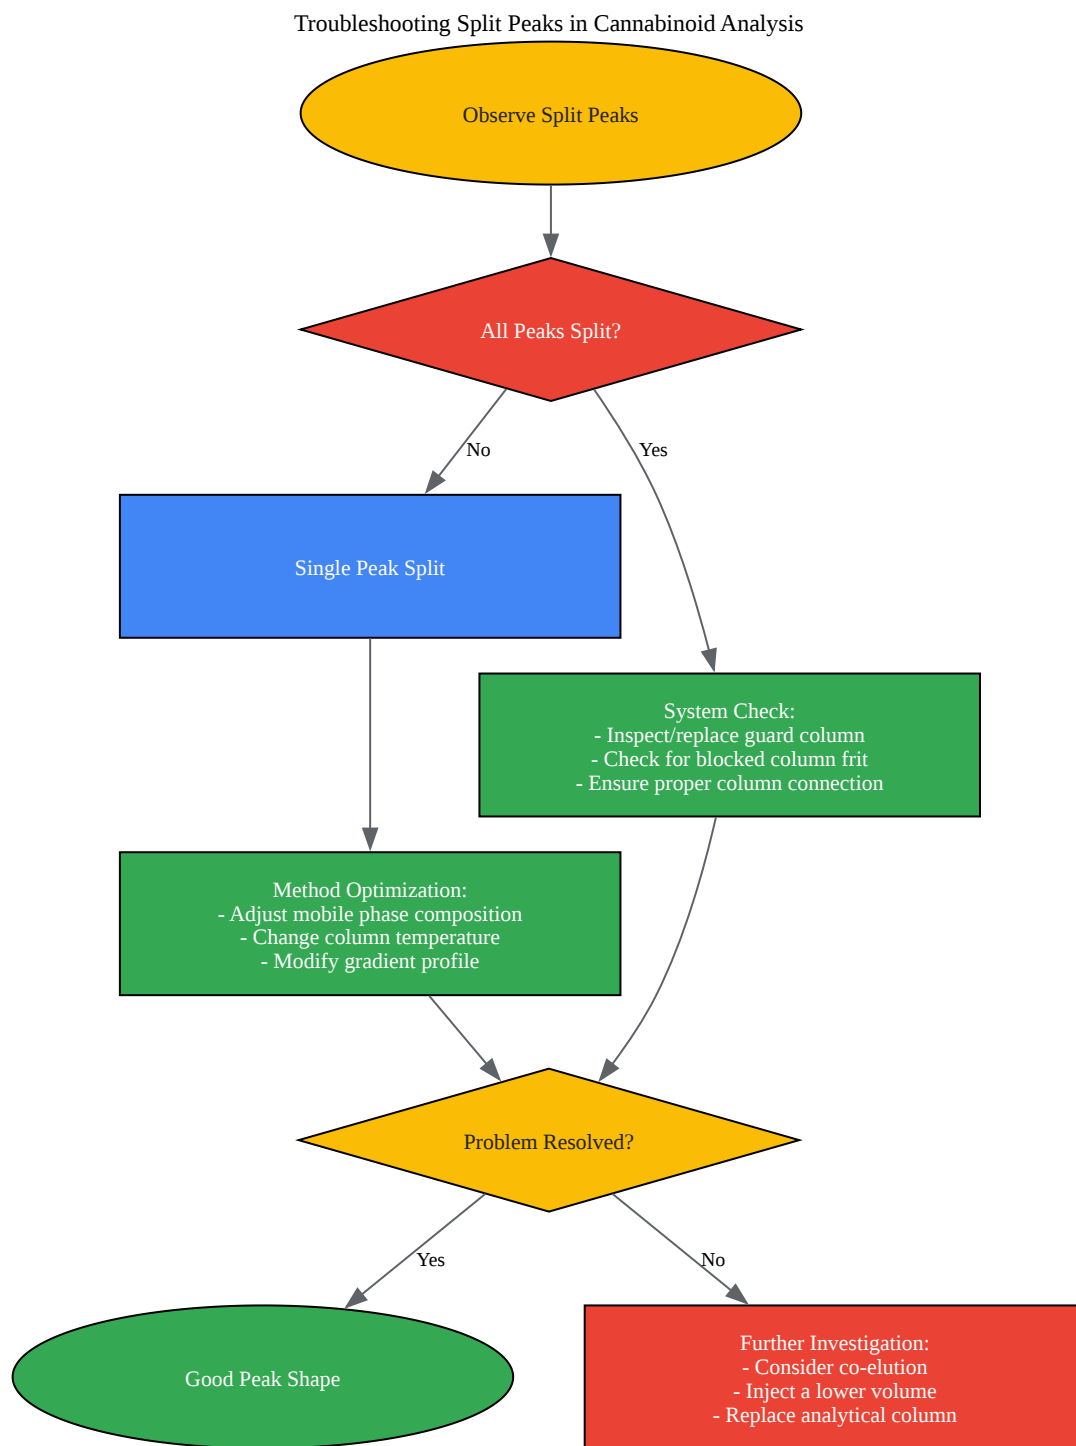 Troubleshooting Split Peaks in Cannabinoid Analysis
Observe Split Peaks
All Peaks Split?
No
Yes
Single Peak Split
System Check:
- Inspect/replace guard column
- Check for blocked column frit
- Ensure proper column connection
Method Optimization:
- Adjust mobile phase composition
- Change column temperature
- Modify gradient profile
Problem Resolved?
Yes
No
Good Peak Shape
Further Investigation:
- Consider co-elution
- Inject a lower volume
- Replace analytical column